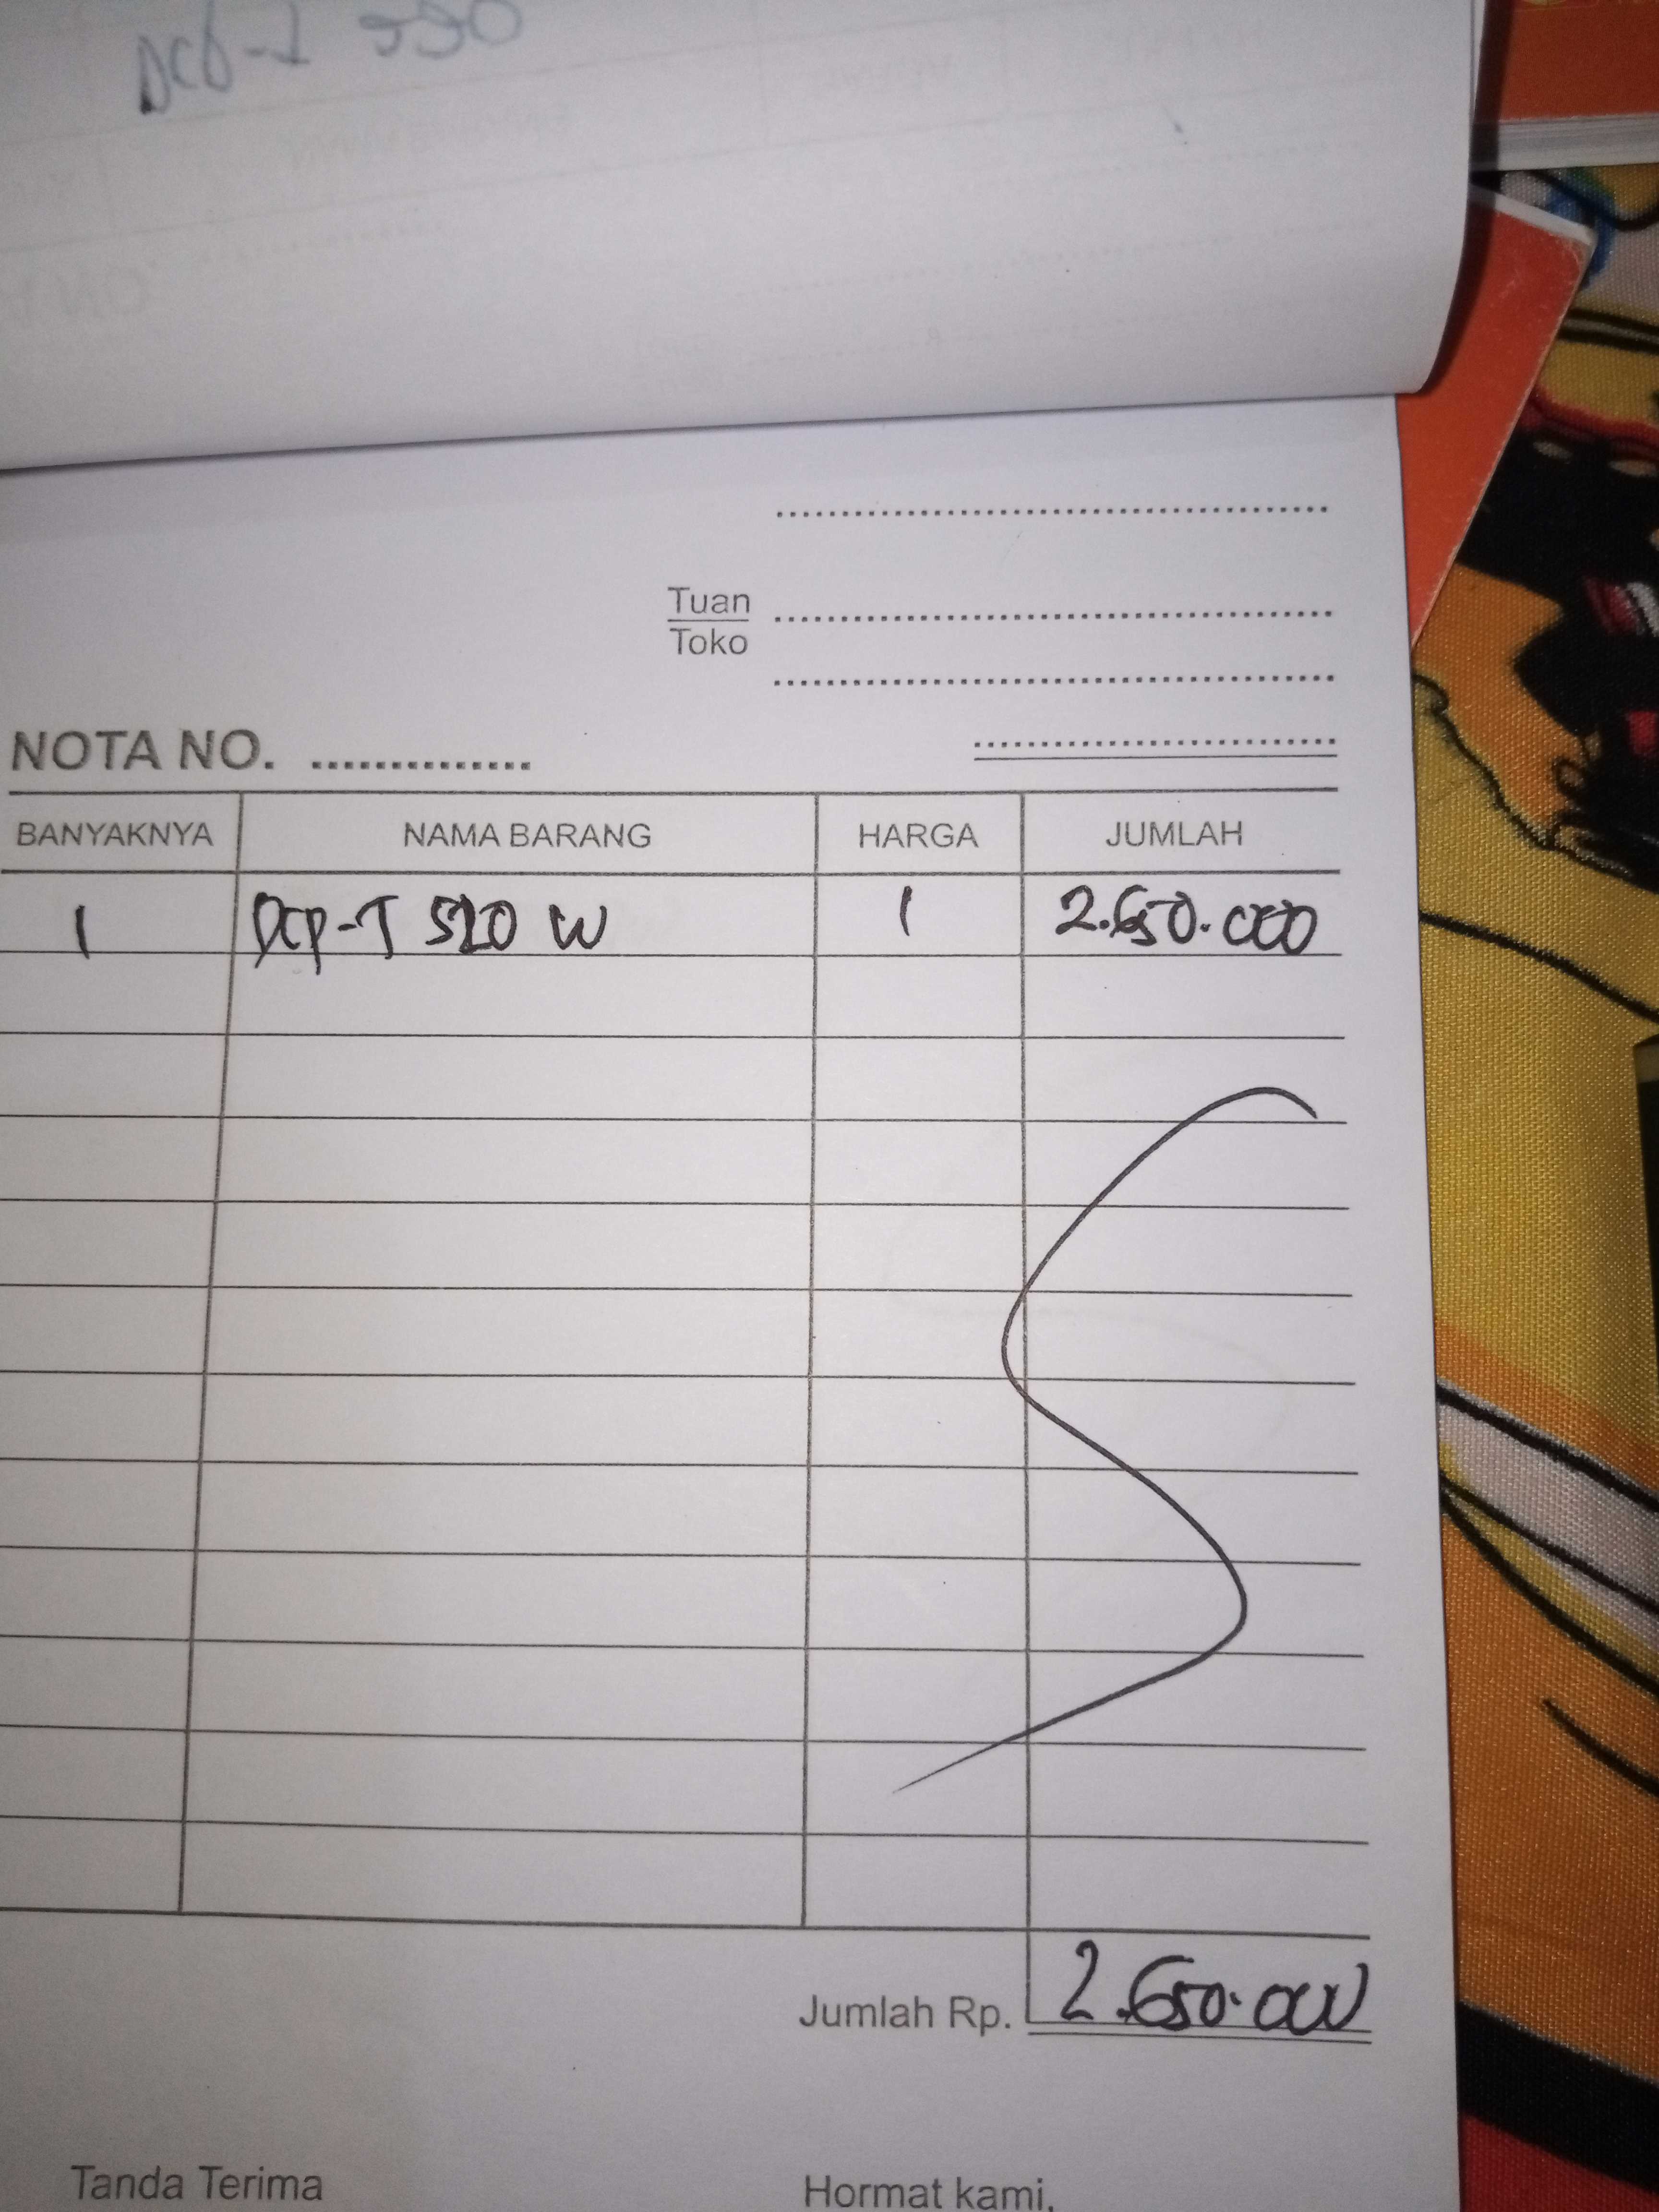 Tuan
Toko
NOTA NO. ..............
BANYAKNYA NAMA BARANG HARGA JUMLAH
1 DCP-T 520 W 1 2.650.000
Jumlah Rp. 2.650.000
Tanda Terima Hormat kami,